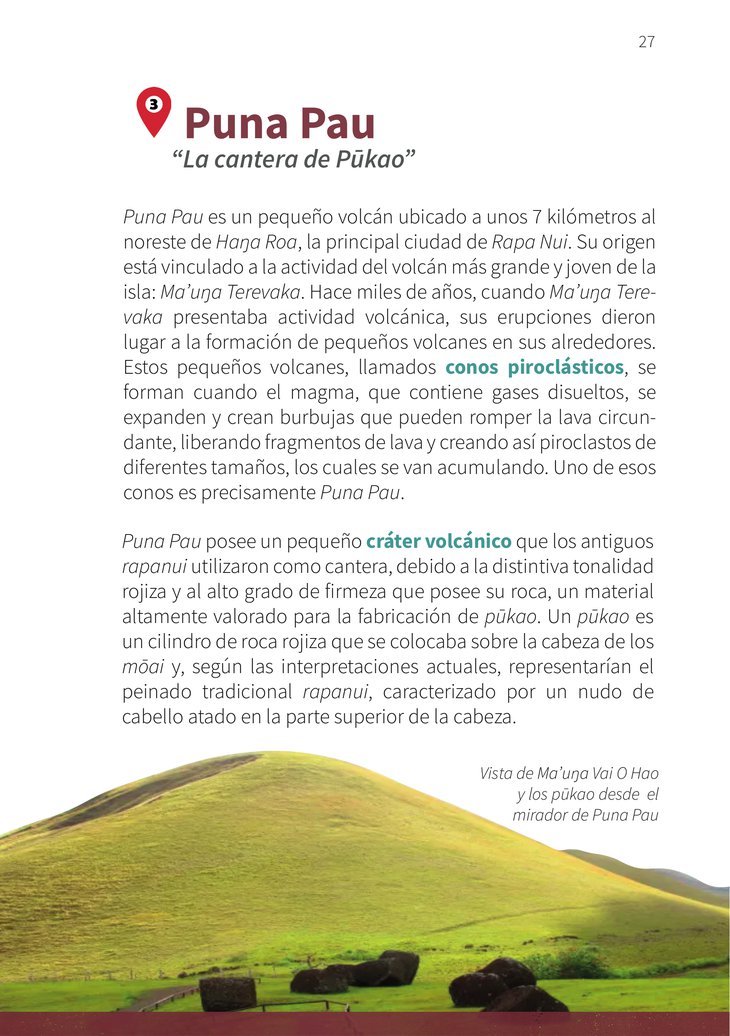 27
3
Puna Pau
“La cantera de Pūkao”
Puna Pau es un pequeño volcán ubicado a unos 7 kilómetros al
noreste de Haŋa Roa, la principal ciudad de Rapa Nui. Su origen
está vinculado a la actividad del volcán más grande y joven de la
isla: Ma’uŋa Terevaka. Hace miles de años, cuando Ma’uŋa Tere-
vaka presentaba actividad volcánica, sus erupciones dieron
lugar a la formación de pequeños volcanes en sus alrededores.
Estos pequeños volcanes, llamados conos piroclásticos, se
forman cuando el magma, que contiene gases disueltos, se
expanden y crean burbujas que pueden romper la lava circun-
dante, liberando fragmentos de lava y creando así piroclastos de
diferentes tamaños, los cuales se van acumulando. Uno de esos
conos es precisamente Puna Pau.
Puna Pau posee un pequeño cráter volcánico que los antiguos
rapanui utilizaron como cantera, debido a la distintiva tonalidad
rojiza y al alto grado de firmeza que posee su roca, un material
altamente valorado para la fabricación de pūkao. Un pūkao es
un cilindro de roca rojiza que se colocaba sobre la cabeza de los
mōai y, según las interpretaciones actuales, representarían el
peinado tradicional rapanui, caracterizado por un nudo de
cabello atado en la parte superior de la cabeza.
Vista de Ma’uŋa Vai O Hao
y los pūkao desde el
mirador de Puna Pau